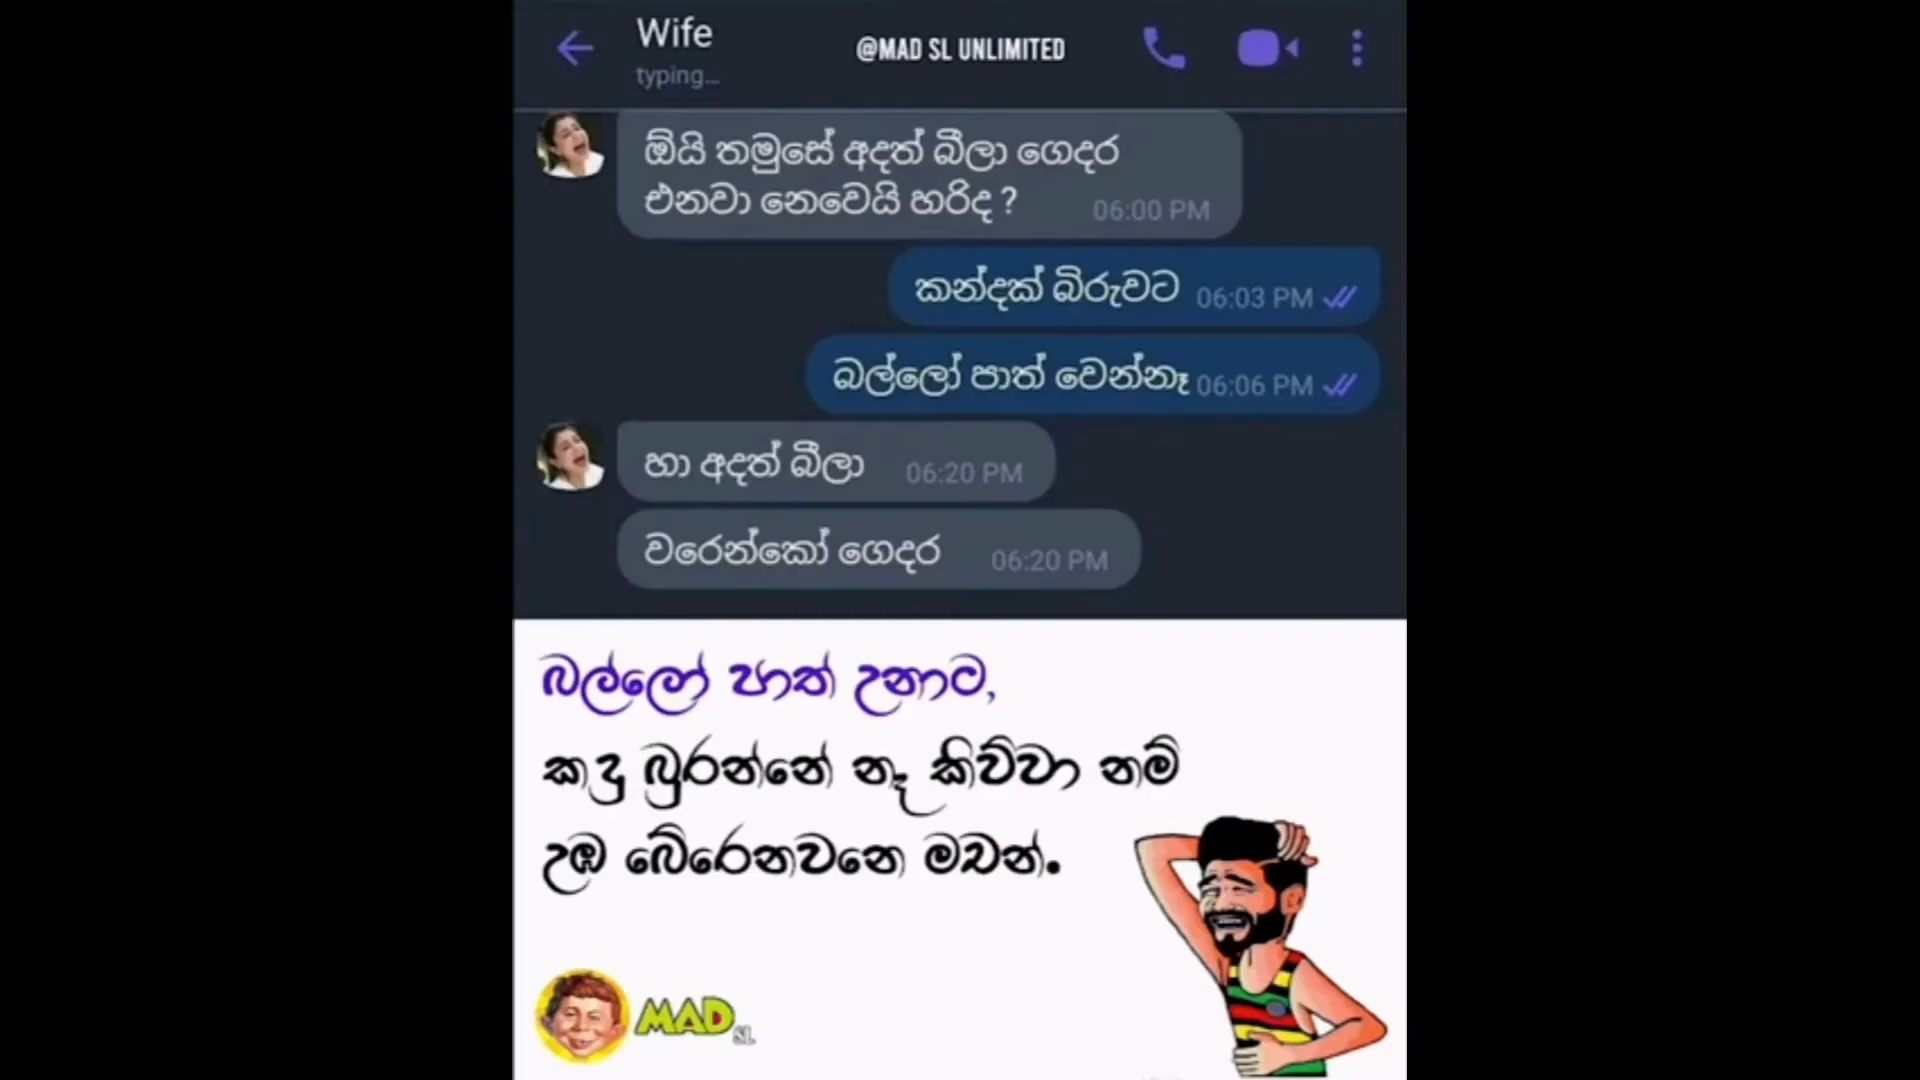 Wife
typing...
@MAD SL UNLIMITED
ඕයි තමුසේ අදත් බීලා ගෙදර
එනවා නෙවෙයි හරිද ?
06:00 PM
කන්දක් බිරුවට 06:03 PM
බල්ලෝ පාත් වෙන්නෑ 06:06 PM
හා අදත් බීලා 06:20 PM
වරෙන්කෝ ගෙදර 06:20 PM
බල්ලෝ පාත් උනාට,
කදු බුරන්නේ නෑ කිව්වා නම්
උඹ බේරෙනවනෙ මචන්.
MAD SL